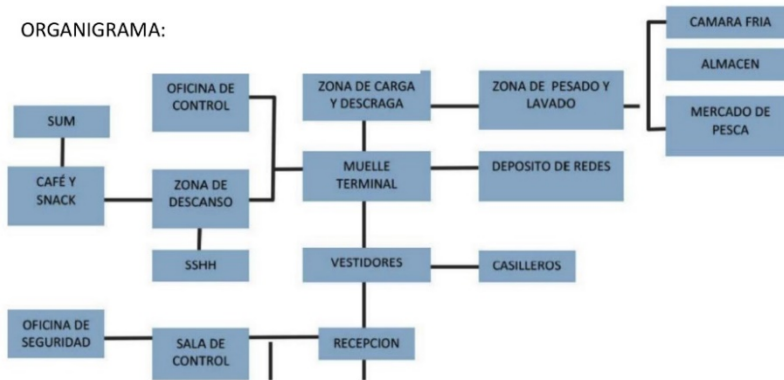 ORGANIGRAMA:
CAMARA FRIA
ALMACEN
MERCADO DE
PESCA
ZONA DE CARGA
Y DESCRAGA
ZONA DE PESADO Y
LAVADO
OFICINA DE
CONTROL
SUM
CAFÉ Y
SNACK
ZONA DE
DESCANSO
MUELLE
TERMINAL
DEPOSITO DE REDES
SSHH
VESTIDORES
CASILLEROS
OFICINA DE
SEGURIDAD
SALA DE
CONTROL
RECEPCION